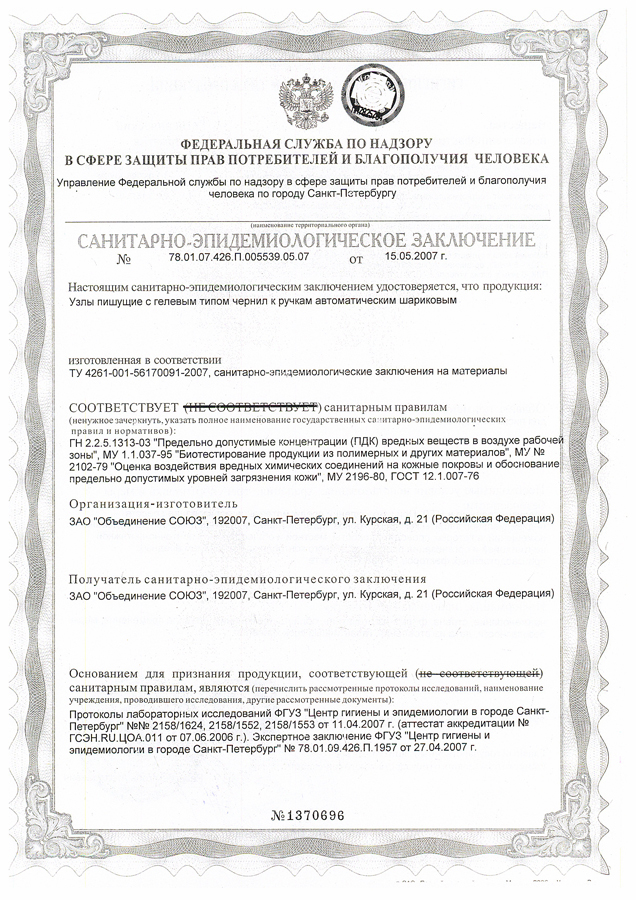 ФЕДЕРАЛЬНАЯ СЛУЖБА ПО НАДЗОРУ
В СФЕРЕ ЗАЩИТЫ ПРАВ ПОТРЕБИТЕЛЕЙ И БЛАГОПОЛУЧИЯ ЧЕЛОВЕКА
Управление Федеральной службы по надзору в сфере защиты прав потребителей и благополучия
человека по городу Санкт-Петербургу
(наименование территориального органа)
САНИТАРНО-ЭПИДЕМИОЛОГИЧЕСКОЕ ЗАКЛЮЧЕНИЕ
№ 78.01.07.426.П.005539.05.07 от 15.05.2007 г.
Настоящим санитарно-эпидемиологическим заключением удостоверяется, что продукция:
Узлы пишущие с гелевым типом чернил к ручкам автоматическим шариковым
изготовленная в соответствии
ТУ 4261-001-56170091-2007, санитарно-эпидемиологические заключения на материалы
СООТВЕТСТВУЕТ (НЕ СООТВЕТСТВУЕТ) санитарным правилам
(ненужное зачеркнуть, указать полное наименование государственных санитарно-эпидемиологических
правил и нормативов):
ГН 2.2.5.1313-03 "Предельно допустимые концентрации (ПДК) вредных веществ в воздухе рабочей
зоны", МУ 1.1.037-95 "Биотестирование продукции из полимерных и других материалов", МУ №
2102-79 "Оценка воздействия вредных химических соединений на кожные покровы и обоснование
предельно допустимых уровней загрязнения кожи", МУ 2196-80, ГОСТ 12.1.007-76
Организация-изготовитель
ЗАО "Объединение СОЮЗ", 192007, Санкт-Петербург, ул. Курская, д. 21 (Российская Федерация)
Получатель санитарно-эпидемиологического заключения
ЗАО "Объединение СОЮЗ", 192007, Санкт-Петербург, ул. Курская, д. 21 (Российская Федерация)
Основанием для признания продукции, соответствующей (не соответствующей)
санитарным правилам, являются (перечислить рассмотренные протоколы исследований, наименование
учреждения, проводившего исследования, другие рассмотренные документы):
Протоколы лабораторных исследований ФГУЗ "Центр гигиены и эпидемиологии в городе Санкт-
Петербург" №№ 2158/1624, 2158/1552, 2158/1553 от 11.04.2007 г. (аттестат аккредитации №
ГСЭН.RU.ЦОА.011 от 07.06.2006 г.). Экспертное заключение ФГУЗ "Центр гигиены и
эпидемиологии в городе Санкт-Петербург" № 78.01.09.426.П.1957 от 27.04.2007 г.
№1370696